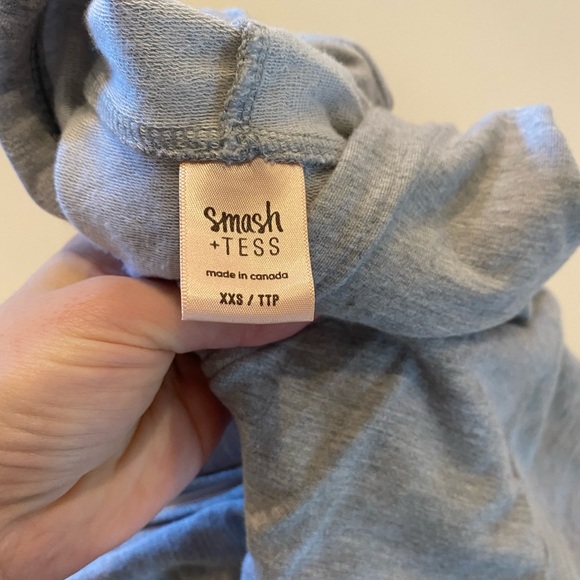 smash
+TESS
made in canada
XXS / TTP